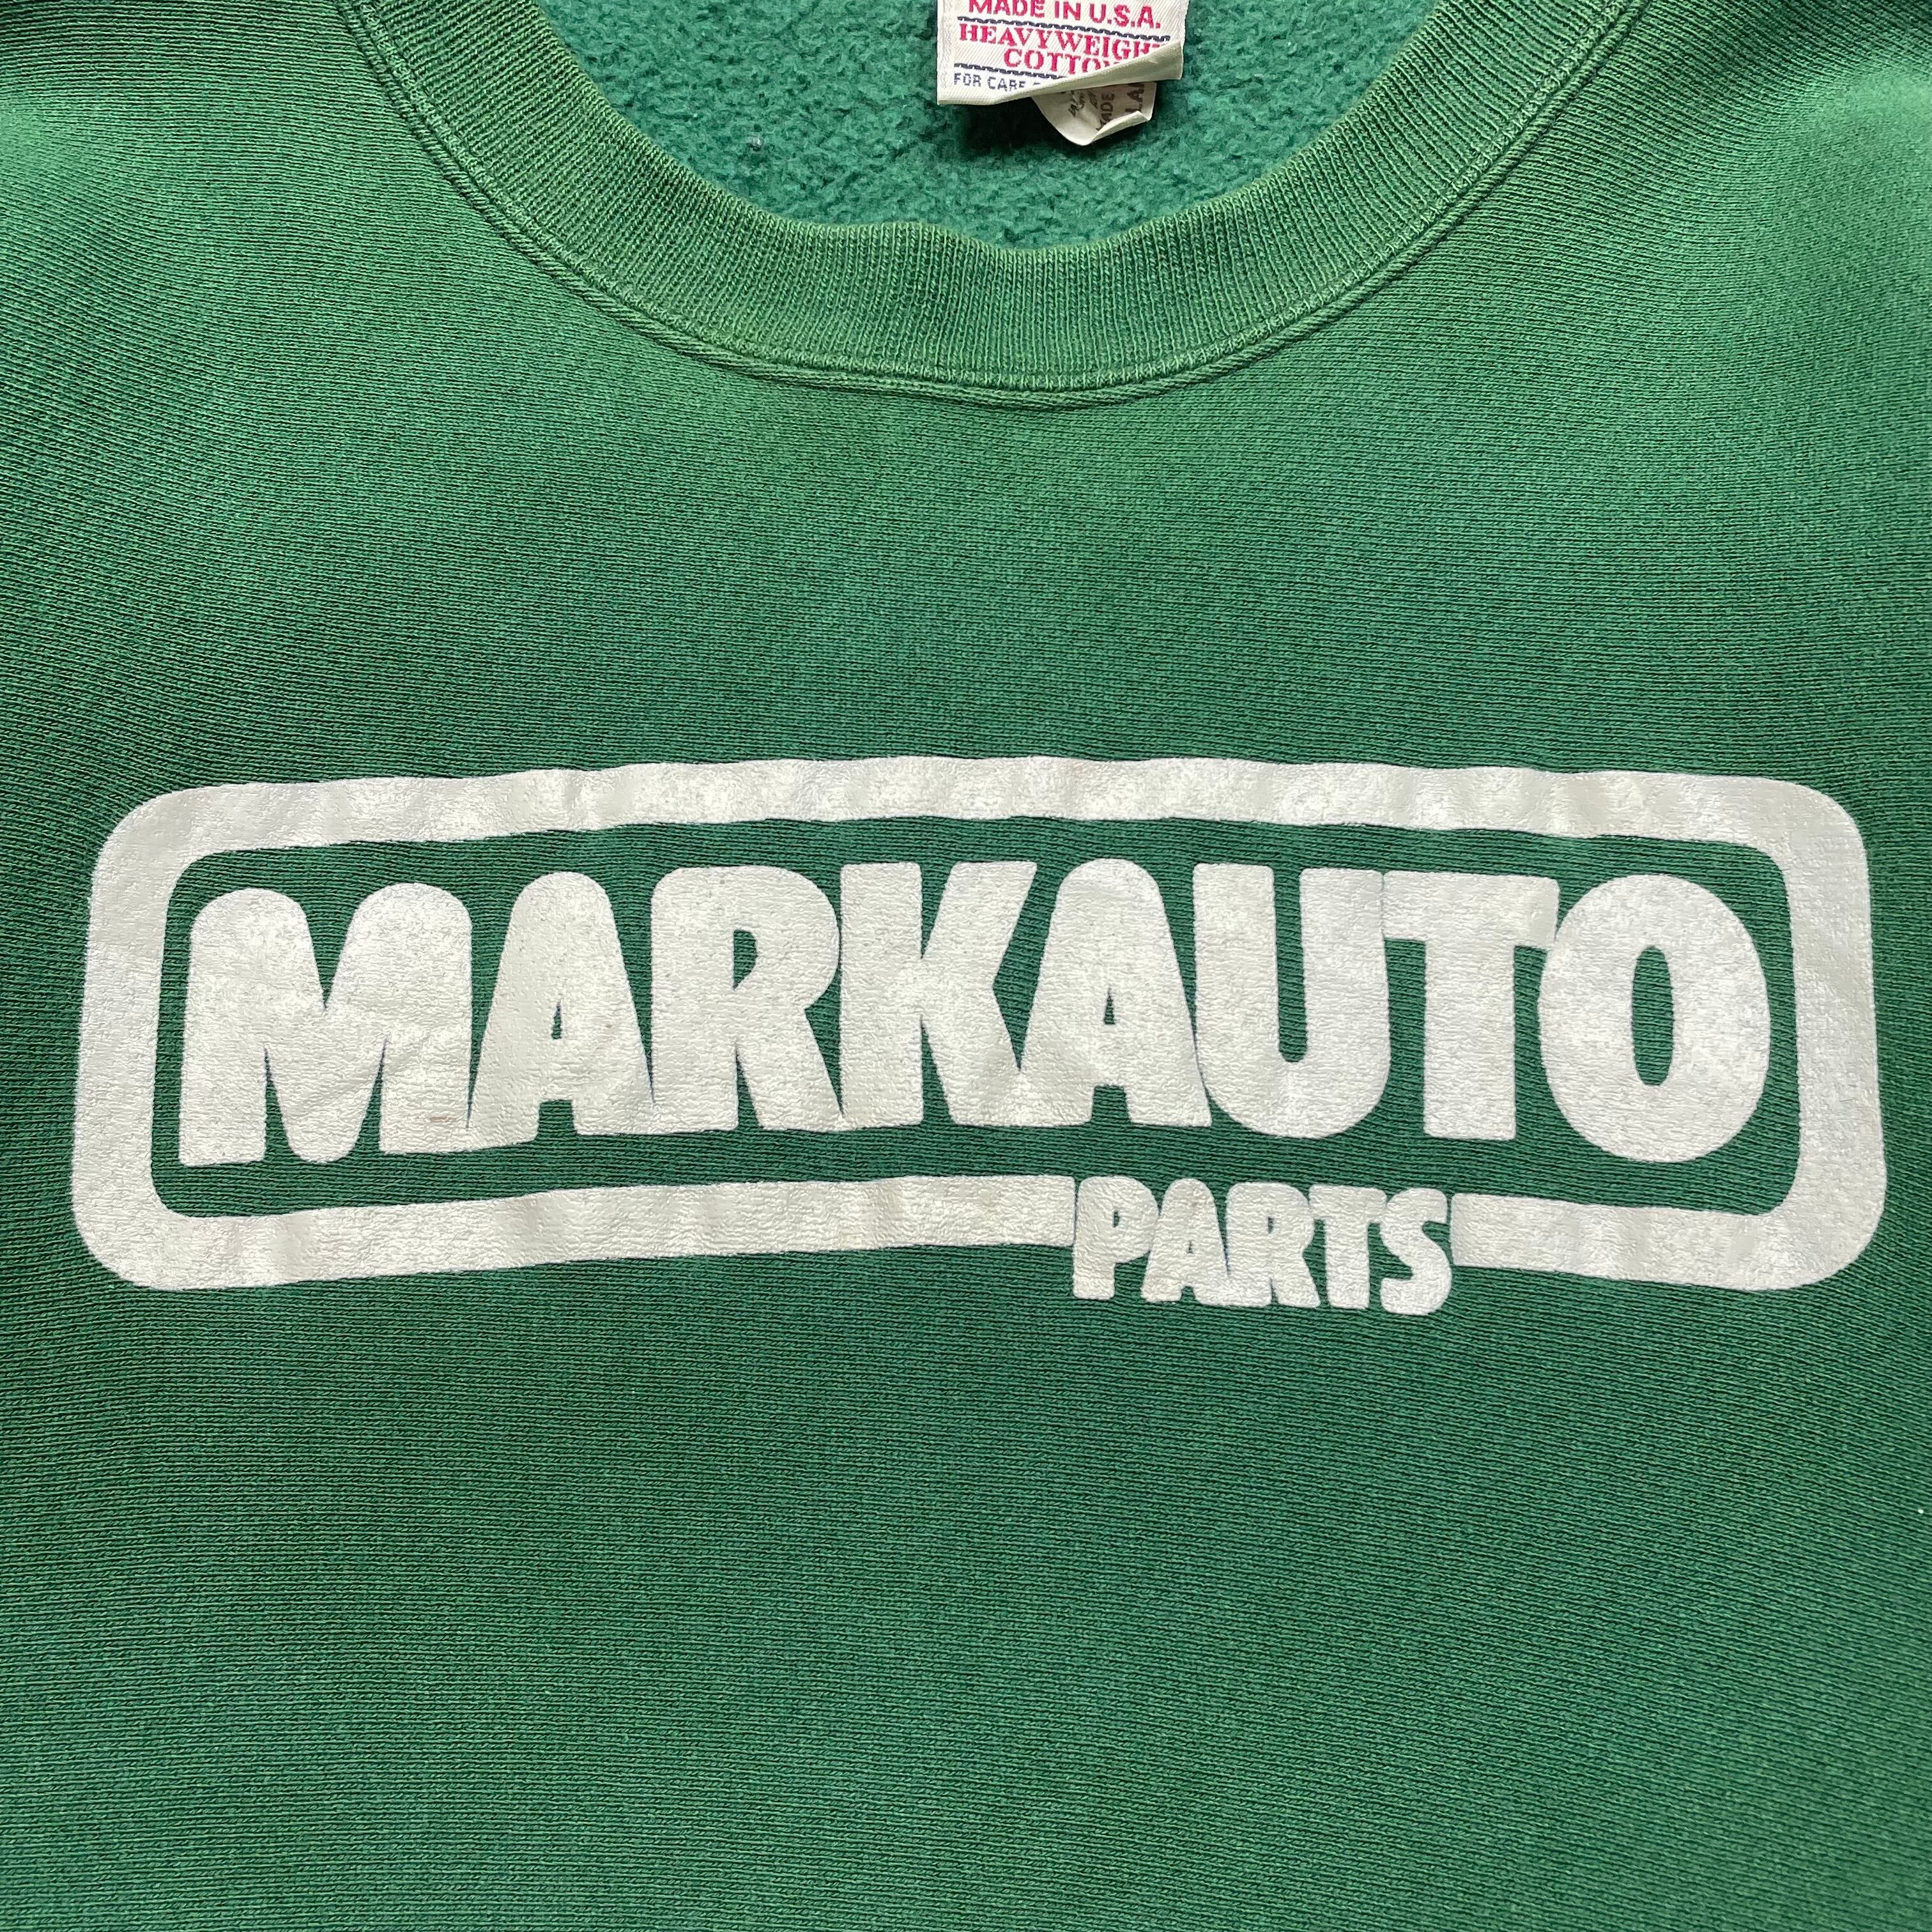 MADE IN U.S.A.
HEAVYWEIGHT
COTTON
FOR CARE
MARKAUTO
PARTS